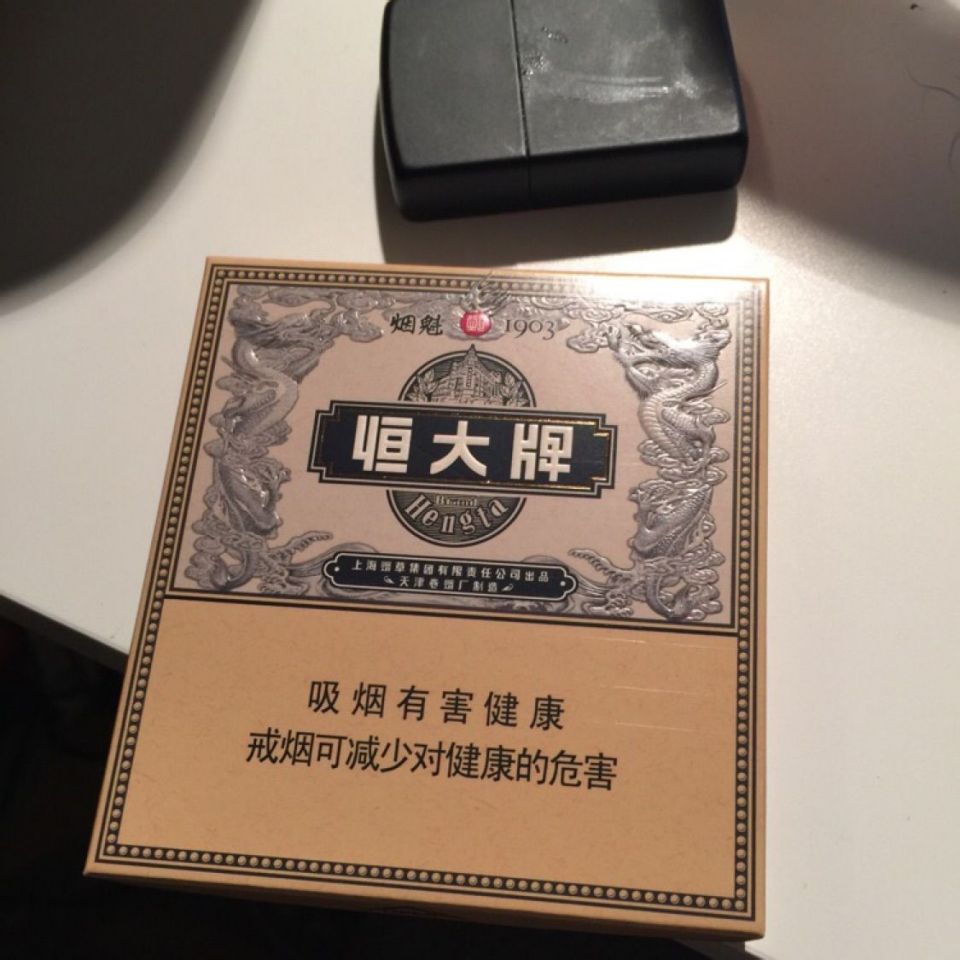 烟魁 1903
恒大牌
Brand
Hengta
上海烟草集团有限责任公司出品
天津卷烟厂制造
吸烟有害健康
戒烟可减少对健康的危害